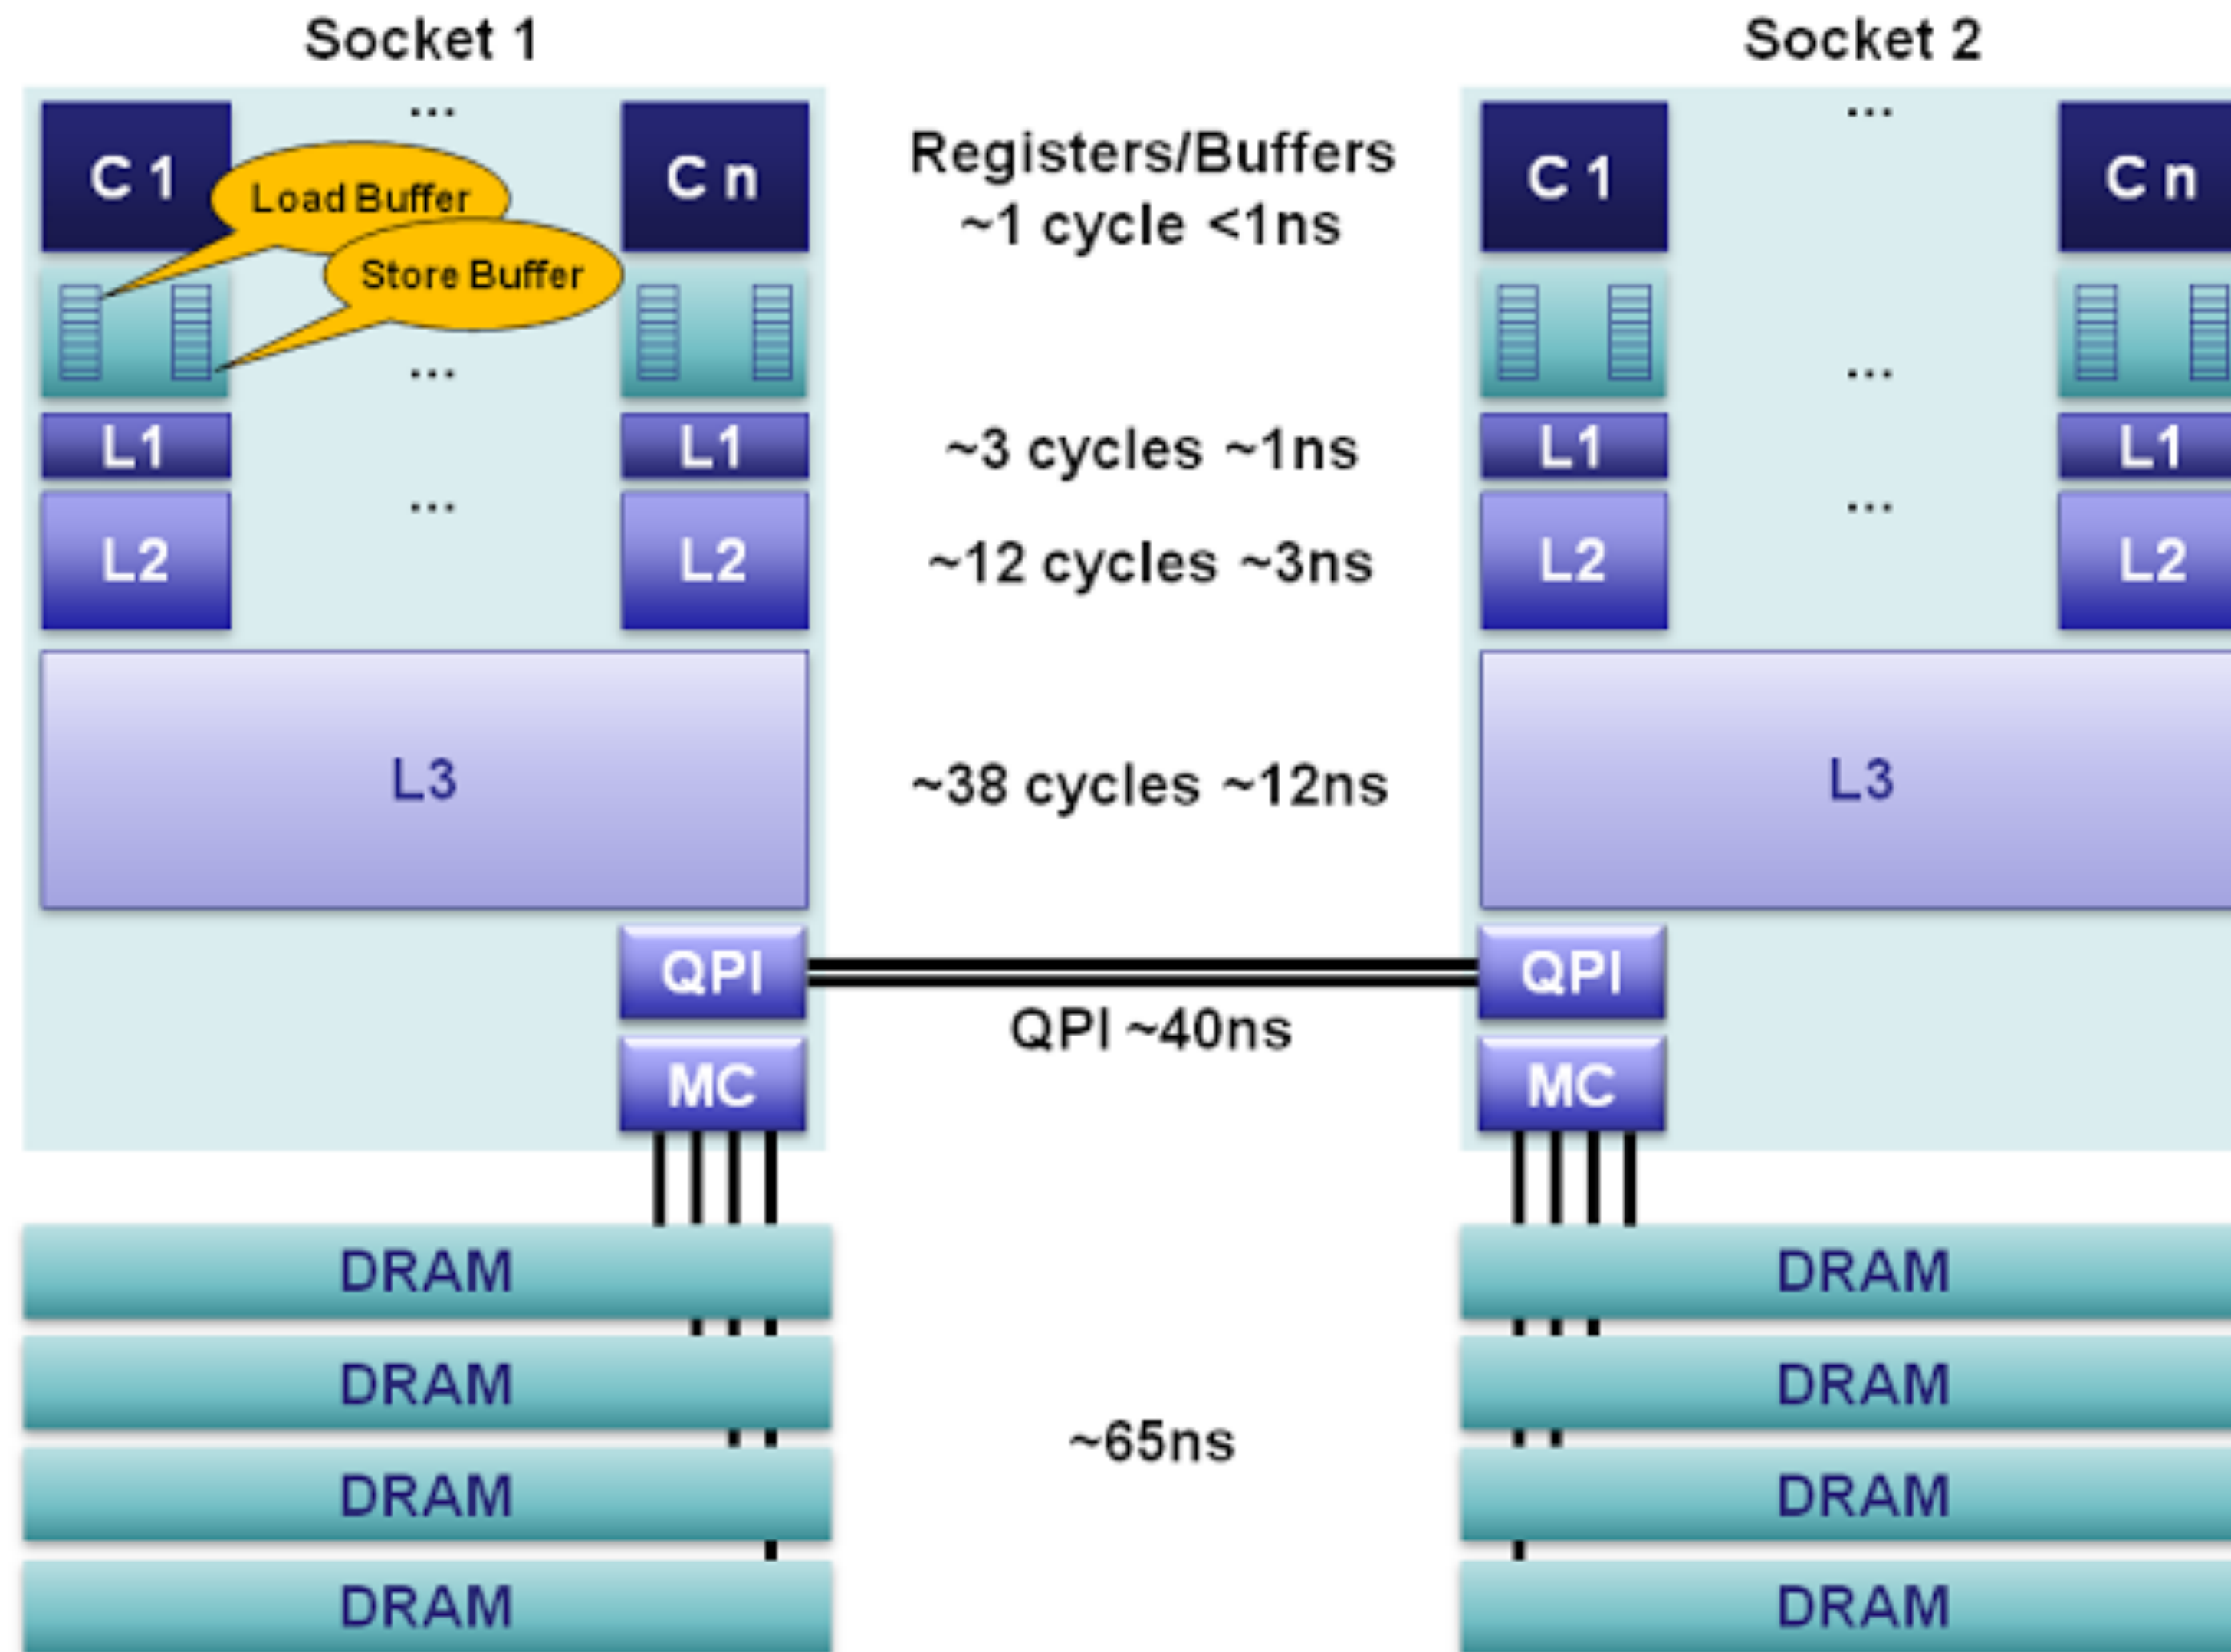 Socket 1
Socket 2
C 1
...
C n
Registers/Buffers
~1 cycle <1ns
C 1
...
C n
Load Buffer
Store Buffer
...
...
L1
L1
~3 cycles ~1ns
L1
L1
...
...
L2
L2
~12 cycles ~3ns
L2
L2
L3
~38 cycles ~12ns
L3
QPI
QPI
QPI ~40ns
MC
MC
DRAM
DRAM
DRAM
DRAM
~65ns
DRAM
DRAM
DRAM
DRAM